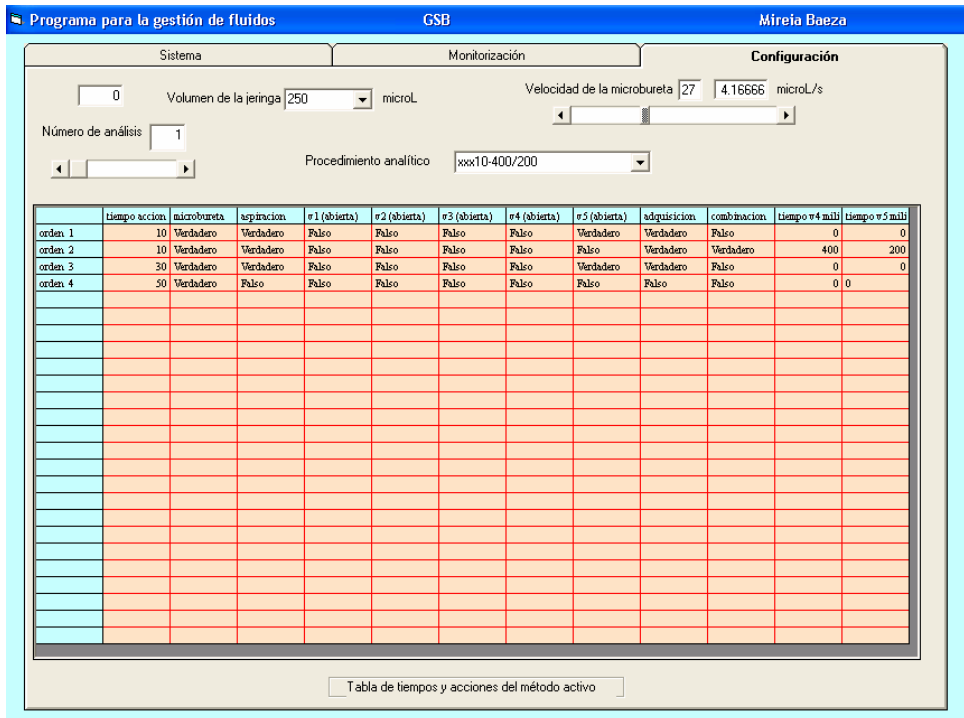 Programa para la gestión de fluidos GSB Mireia Baeza
Sistema Monitorización Configuración
0 Volumen de la jeringa 250 microL Velocidad de la microbureta 27 4.16666 microL/s
Número de análisis 1
Procedimiento analítico xxx10-400/200
tiempo accion microbureta aspiracion v1 (abierta) v2 (abierta) v3 (abierta) v4 (abierta) v5 (abierta) adquisicion combinacion tiempo v4 mili tiempo v5 mili
orden 1 10 Verdadero Verdadero Falso Falso Falso Falso Verdadero Verdadero Falso 0 0
orden 2 10 Verdadero Verdadero Falso Falso Falso Falso Falso Verdadero Verdadero 400 200
orden 3 30 Verdadero Verdadero Falso Falso Falso Falso Verdadero Verdadero Falso 0 0
orden 4 50 Verdadero Falso Falso Falso Falso Falso Falso Falso Falso 0 0
Tabla de tiempos y acciones del método activo